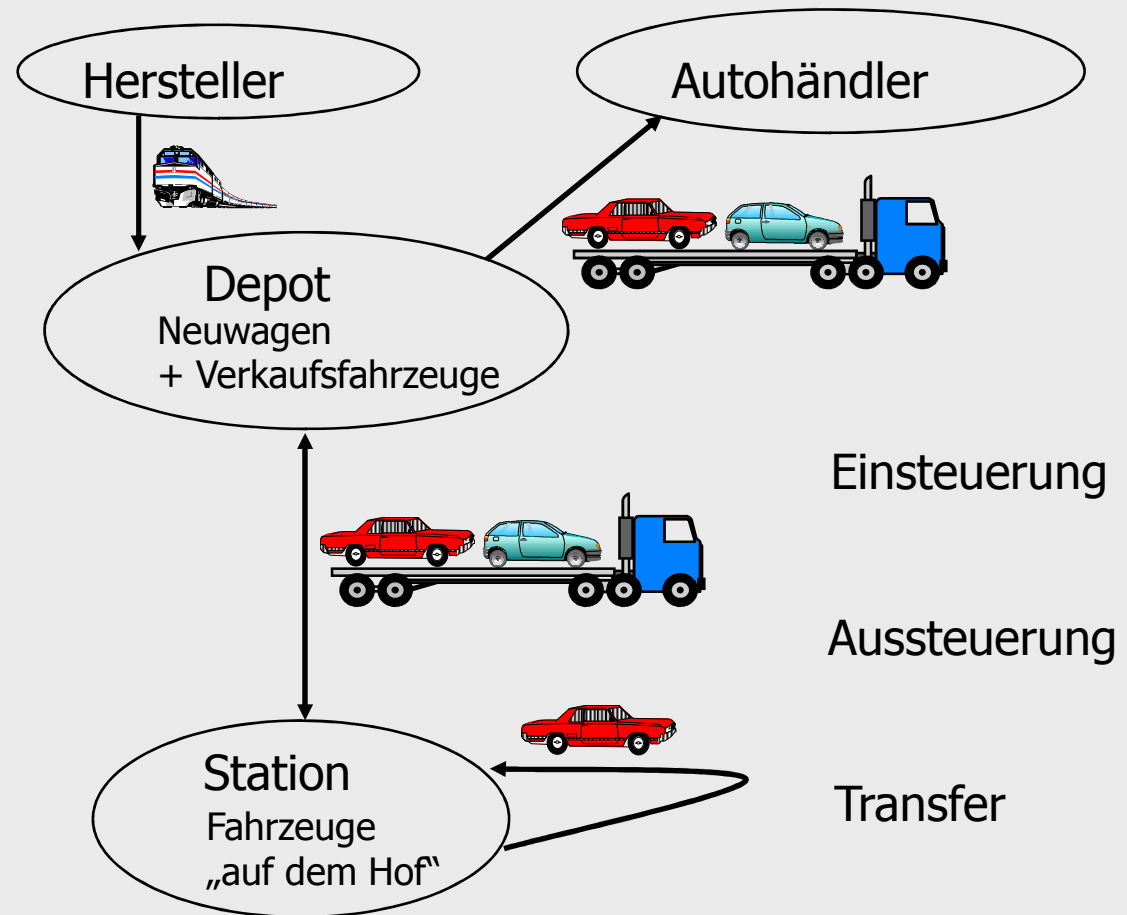 Hersteller
Autohändler
Depot
Neuwagen
+ Verkaufsfahrzeuge
Einsteuerung
Aussteuerung
Station
Fahrzeuge
„auf dem Hof“
Transfer